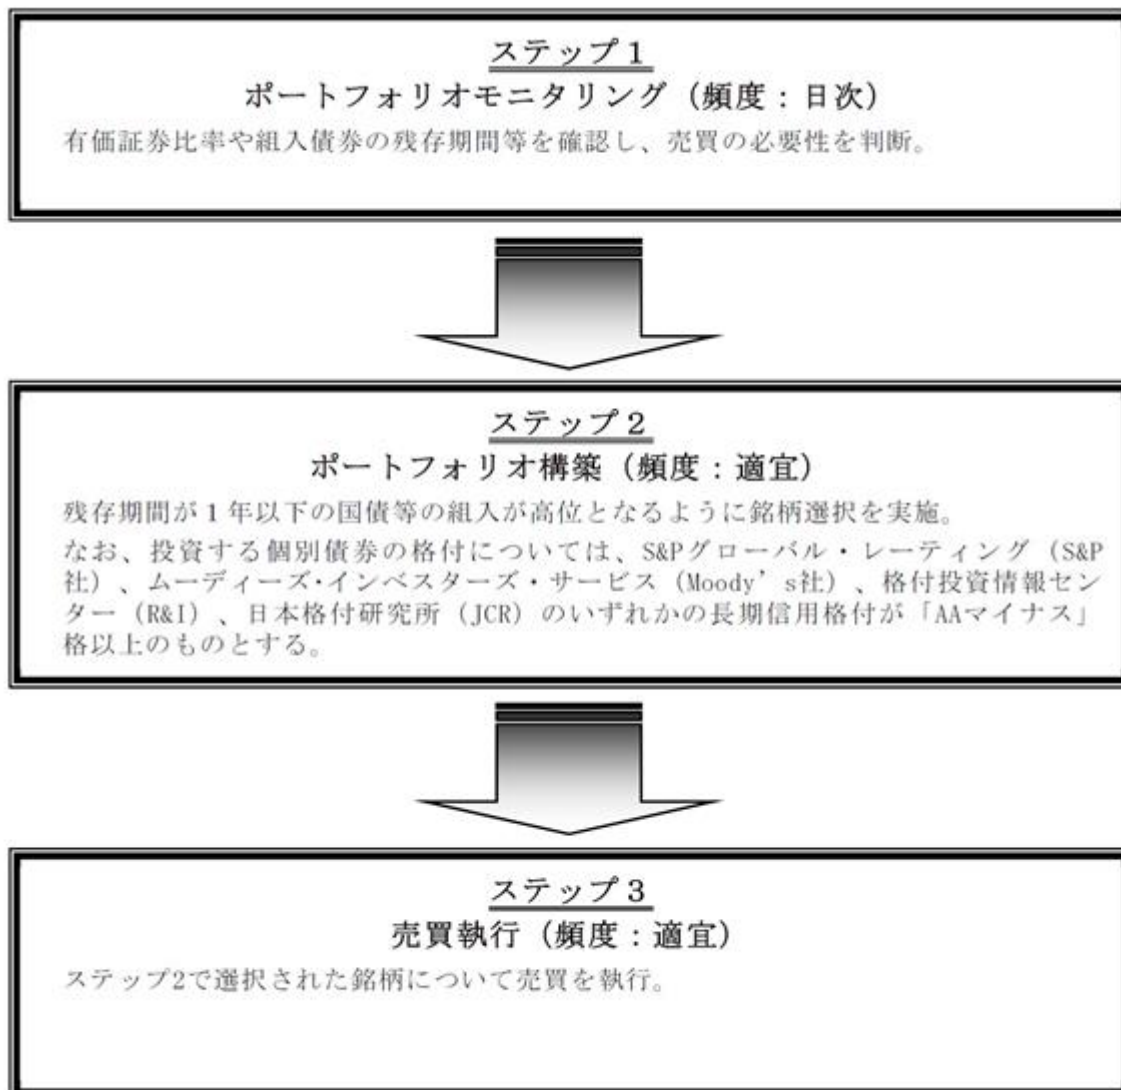 ステップ１
ポートフォリオモニタリング（頻度：日次）
有価証券比率や組入債券の残存期間等を確認し、売買の必要性を判断。
ステップ２
ポートフォリオ構築（頻度：適宜）
残存期間が１年以下の国債等の組入が高位となるように銘柄選択を実施。
なお、投資する個別債券の格付については、S&Pグローバル・レーティング（S&P
社）、ムーディーズ･インベスターズ・サービス（Moody’s社）、格付投資情報セン
ター（R&I）、日本格付研究所（JCR）のいずれかの長期信用格付が「AAマイナス」
格以上のものとする。
ステップ３
売買執行（頻度：適宜）
ステップ2で選択された銘柄について売買を執行。